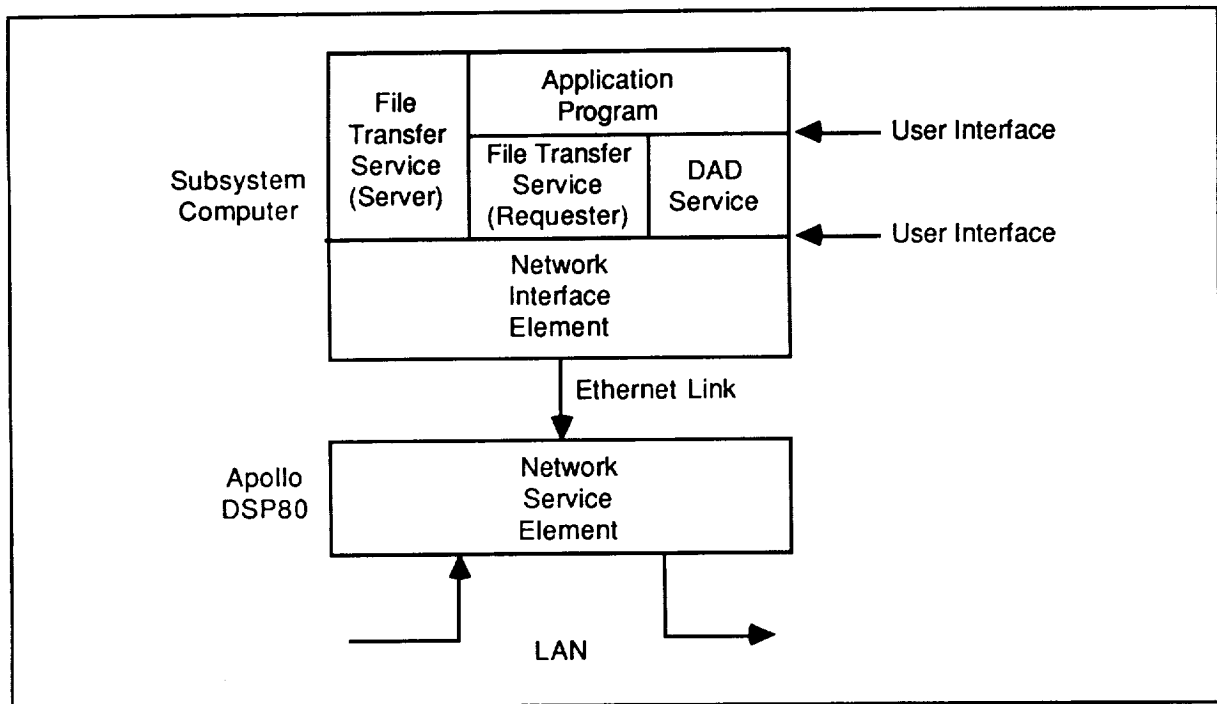 File
Transfer
Service
(Server)
Application
Program
File Transfer
Service
(Requester)
DAD
Service
User Interface
User Interface
Subsystem
Computer
Network
Interface
Element
Ethernet Link
Apollo
DSP80
Network
Service
Element
LAN